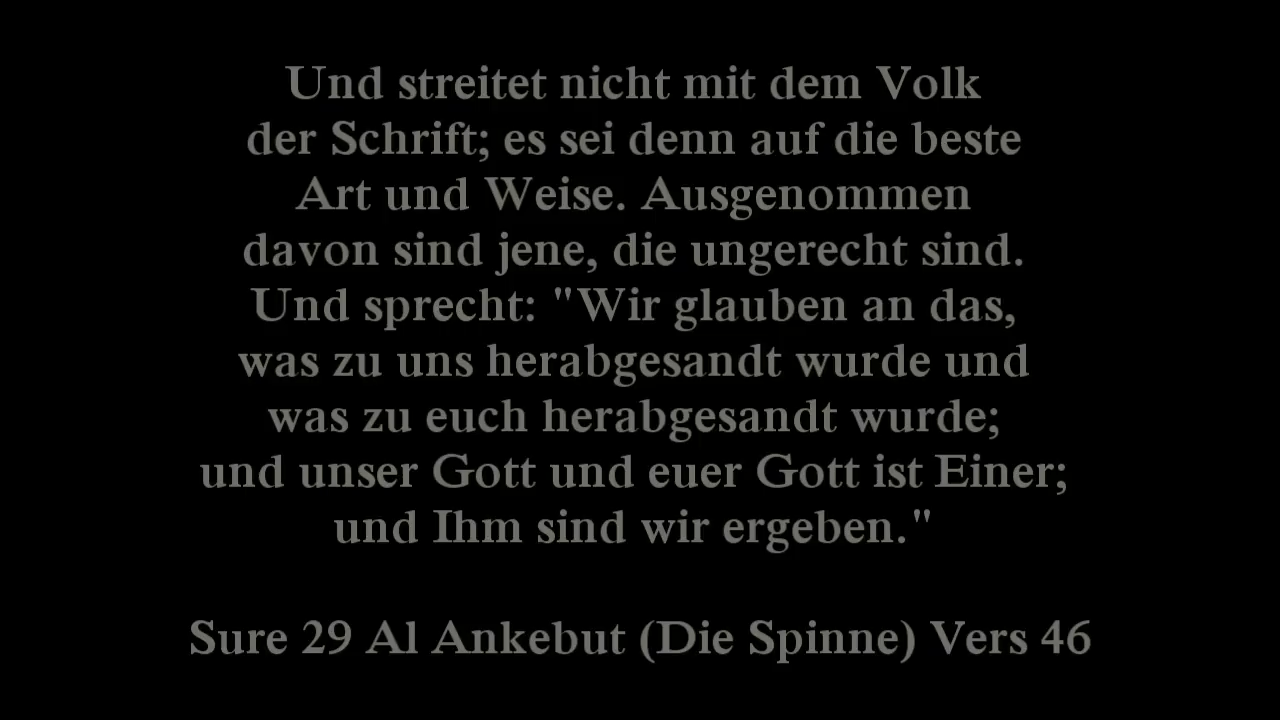 Und streitet nicht mit dem Volk
der Schrift; es sei denn auf die beste
Art und Weise. Ausgenommen
davon sind jene, die ungerecht sind.
Und sprecht: "Wir glauben an das,
was zu uns herabgesandt wurde und
was zu euch herabgesandt wurde;
und unser Gott und euer Gott ist Einer;
und Ihm sind wir ergeben."
Sure 29 Al Ankebut (Die Spinne) Vers 46